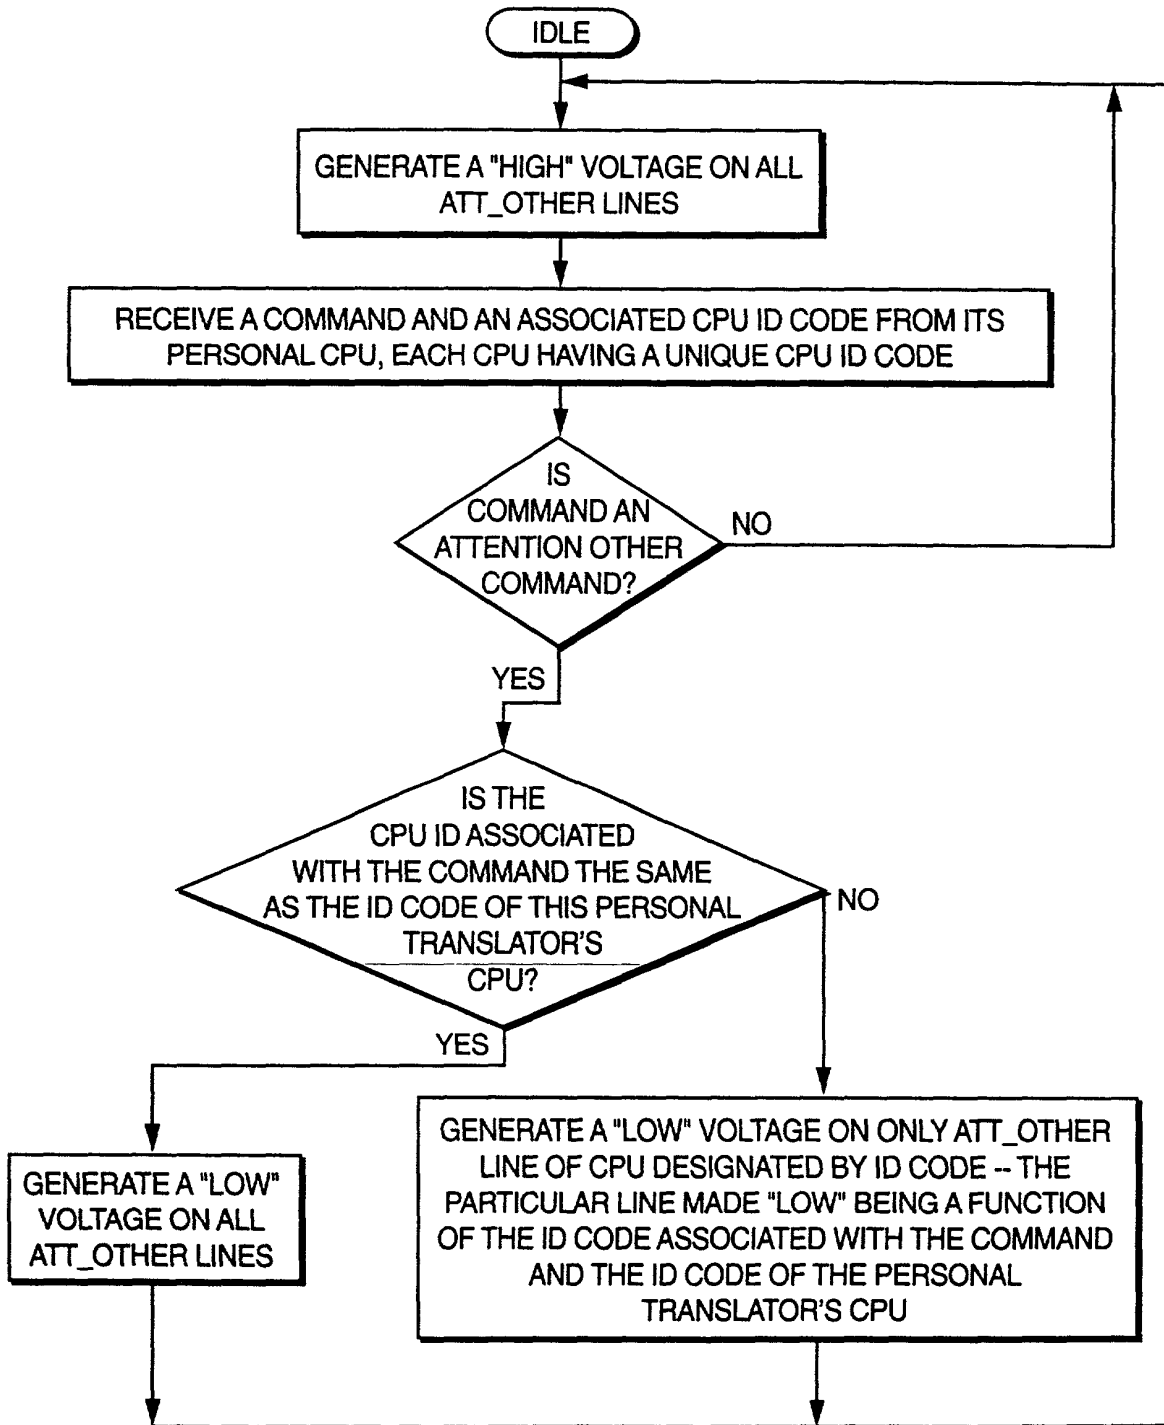 IDLE
GENERATE A "HIGH" VOLTAGE ON ALL
ATT_OTHER LINES
RECEIVE A COMMAND AND AN ASSOCIATED CPU ID CODE FROM ITS
PERSONAL CPU, EACH CPU HAVING A UNIQUE CPU ID CODE
IS
COMMAND AN
ATTENTION OTHER
COMMAND?
NO
YES
IS THE
CPU ID ASSOCIATED
WITH THE COMMAND THE SAME
AS THE ID CODE OF THIS PERSONAL
TRANSLATOR'S
CPU?
NO
YES
GENERATE A "LOW"
VOLTAGE ON ALL
ATT_OTHER LINES
GENERATE A "LOW" VOLTAGE ON ONLY ATT_OTHER
LINE OF CPU DESIGNATED BY ID CODE -- THE
PARTICULAR LINE MADE "LOW" BEING A FUNCTION
OF THE ID CODE ASSOCIATED WITH THE COMMAND
AND THE ID CODE OF THE PERSONAL
TRANSLATOR'S CPU